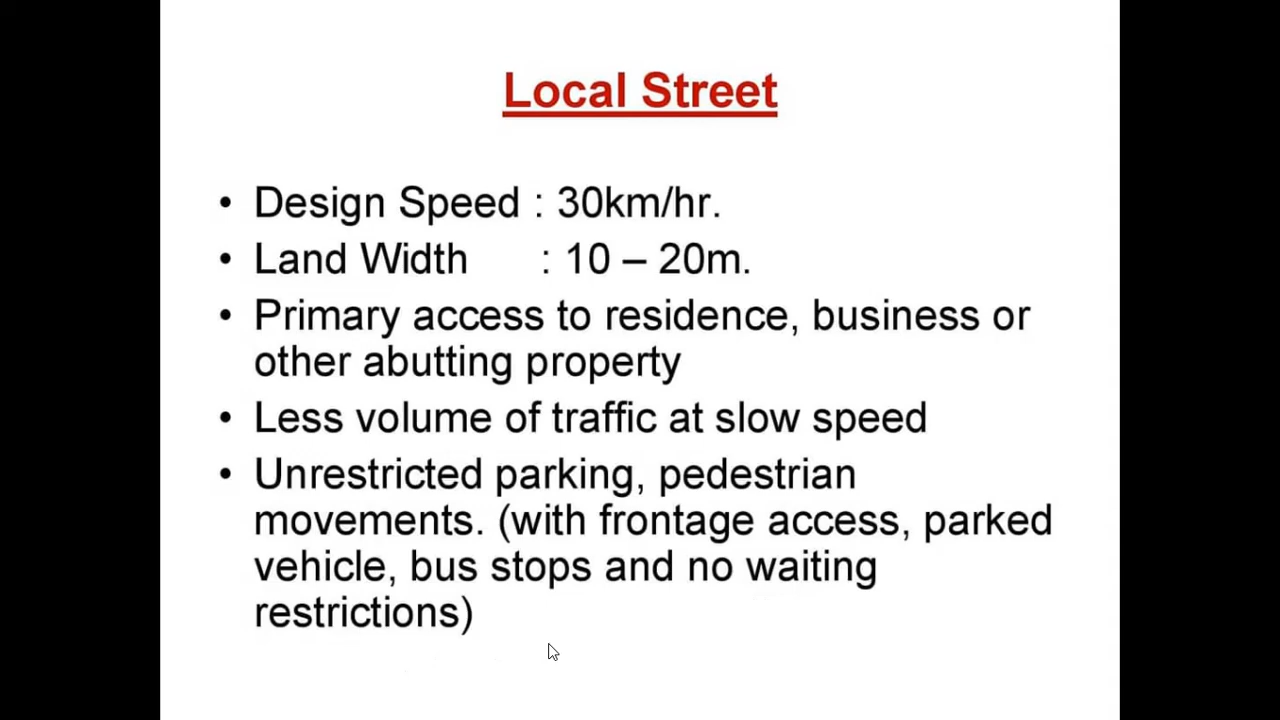 Local Street
• Design Speed : 30km/hr.
• Land Width : 10 – 20m.
• Primary access to residence, business or
other abutting property
• Less volume of traffic at slow speed
• Unrestricted parking, pedestrian
movements. (with frontage access, parked
vehicle, bus stops and no waiting
restrictions)